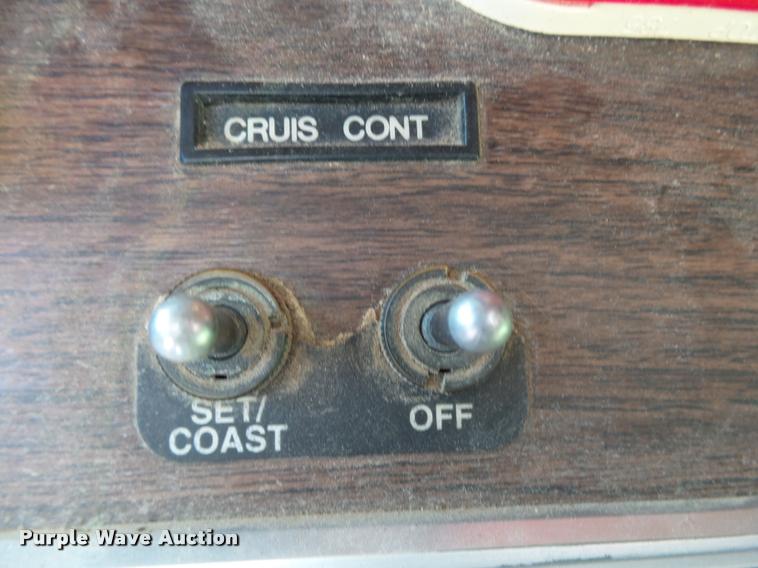 CRUIS CONT
SET/
COAST
OFF
Purple Wave Auction